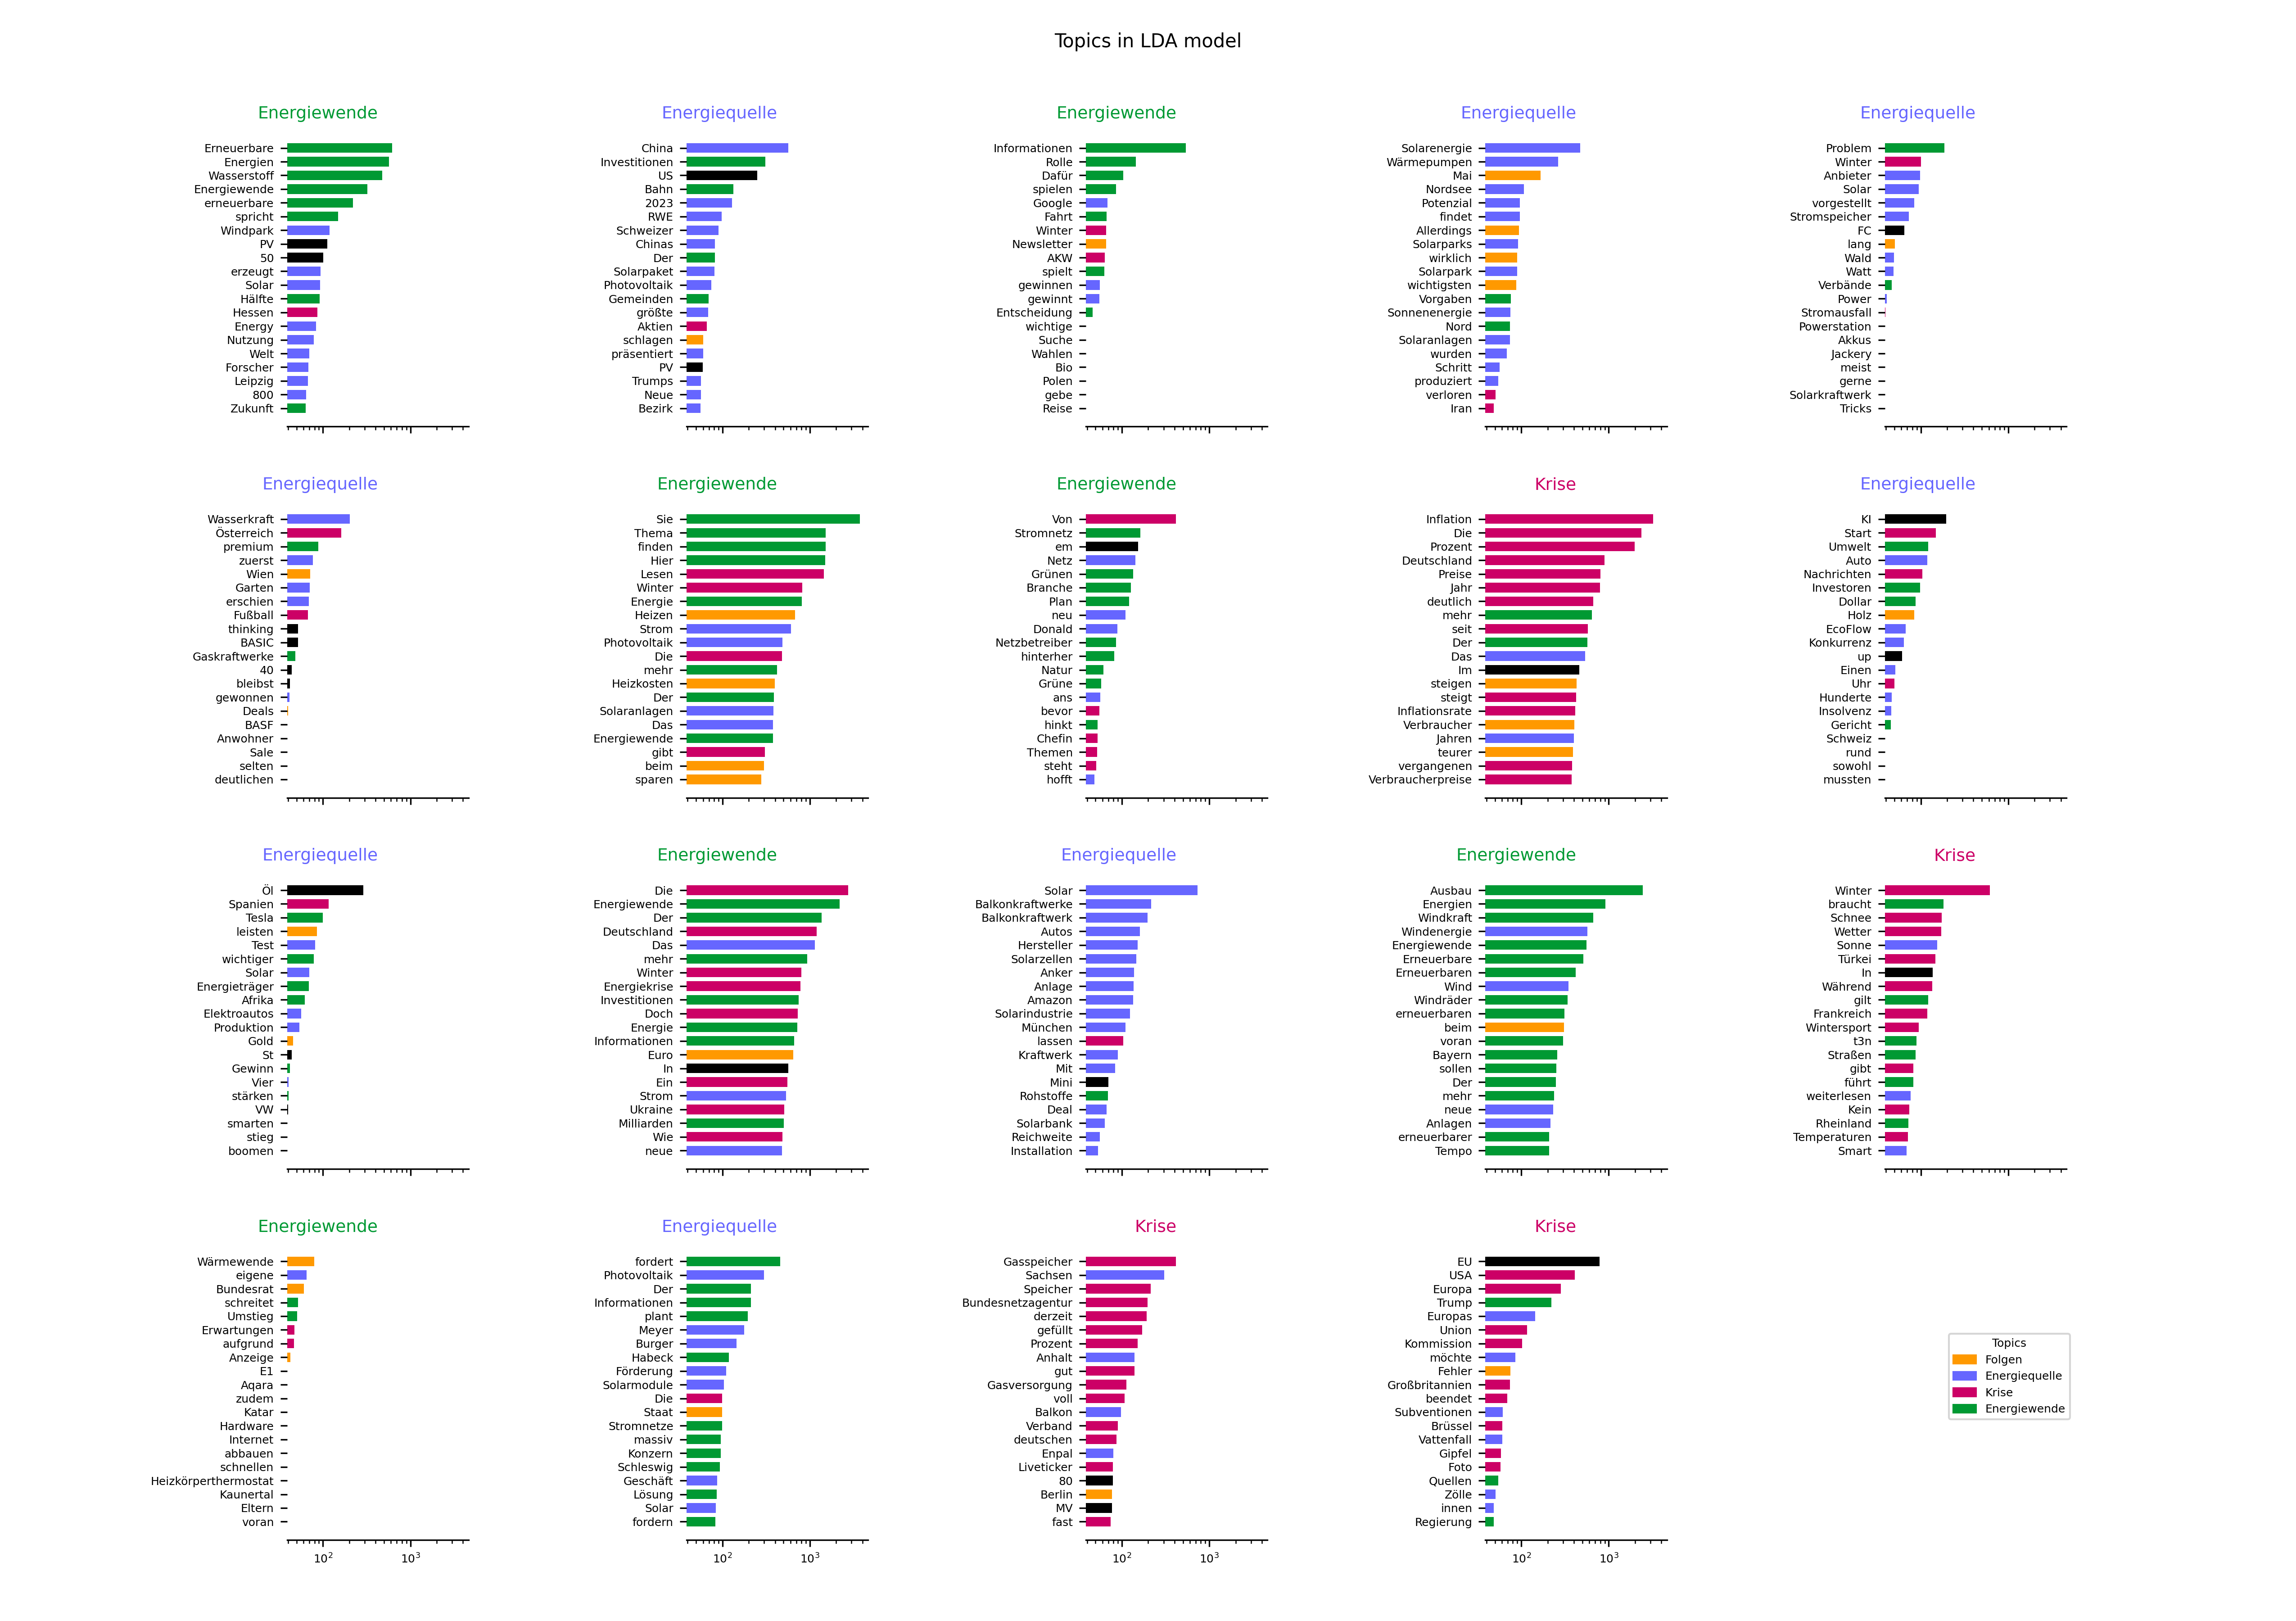 Topics in LDA model
Energiewende
Erneuerbare
Energien
Wasserstoff
Energiewende
erneuerbare
spricht
Windpark
PV
50
erzeugt
Solar
Hälfte
Hessen
Energy
Nutzung
Welt
Forscher
Leipzig
800
Zukunft
Energiequelle
China
Investitionen
US
Bahn
2023
RWE
Schweizer
Chinas
Der
Solarpaket
Photovoltaik
Gemeinden
größte
Aktien
schlagen
präsentiert
PV
Trumps
Neue
Bezirk
Energiewende
Informationen
Rolle
Dafür
spielen
Google
Fahrt
Winter
Newsletter
AKW
spielt
gewinnen
gewinnt
Entscheidung
wichtige
Suche
Wahlen
Bio
Polen
gebe
Reise
Energiequelle
Solarenergie
Wärmepumpen
Mai
Nordsee
Potenzial
findet
Allerdings
Solarparks
wirklich
Solarpark
wichtigsten
Vorgaben
Sonnenenergie
Nord
Solaranlagen
wurden
Schritt
produziert
verloren
Iran
Energiequelle
Problem
Winter
Anbieter
Solar
vorgestellt
Stromspeicher
FC
lang
Wald
Watt
Verbände
Power
Stromausfall
Powerstation
Akkus
Jackery
meist
gerne
Solarkraftwerk
Tricks
Energiequelle
Wasserkraft
Österreich
premium
zuerst
Wien
Garten
erschien
Fußball
thinking
BASIC
Gaskraftwerke
40
bleibst
gewonnen
Deals
BASF
Anwohner
Sale
selten
deutlichen
Energiewende
Sie
Thema
finden
Hier
Lesen
Winter
Energie
Heizen
Strom
Photovoltaik
Die
mehr
Heizkosten
Der
Solaranlagen
Das
Energiewende
gibt
beim
sparen
Energiewende
Von
Stromnetz
em
Netz
Grünen
Branche
Plan
neu
Donald
Netzbetreiber
hinterher
Natur
Grüne
ans
bevor
hinkt
Chefin
Themen
steht
hofft
Krise
Inflation
Die
Prozent
Deutschland
Preise
Jahr
deutlich
mehr
seit
Der
Das
Im
steigen
steigt
Inflationsrate
Verbraucher
Jahren
teurer
vergangenen
Verbraucherpreise
Energiequelle
KI
Start
Umwelt
Auto
Nachrichten
Investoren
Dollar
Holz
EcoFlow
Konkurrenz
up
Einen
Uhr
Hunderte
Insolvenz
Gericht
Schweiz
rund
sowohl
mussten
Energiequelle
Öl
Spanien
Tesla
leisten
Test
wichtiger
Solar
Energieträger
Afrika
Elektroautos
Produktion
Gold
St
Gewinn
Vier
stärken
VW
smarten
stieg
boomen
Energiewende
Die
Energiewende
Der
Deutschland
Das
mehr
Winter
Energiekrise
Investitionen
Doch
Energie
Informationen
Euro
In
Ein
Strom
Ukraine
Milliarden
Wie
neue
Energiequelle
Solar
Balkonkraftwerke
Balkonkraftwerk
Autos
Hersteller
Solarzellen
Anker
Anlage
Amazon
Solarindustrie
München
lassen
Kraftwerk
Mit
Mini
Rohstoffe
Deal
Solarbank
Reichweite
Installation
Energiewende
Ausbau
Energien
Windkraft
Windenergie
Energiewende
Erneuerbare
Erneuerbaren
Wind
Windräder
erneuerbaren
beim
voran
Bayern
sollen
Der
mehr
neue
Anlagen
erneuerbarer
Tempo
Krise
Winter
braucht
Schnee
Wetter
Sonne
Türkei
In
Während
gilt
Frankreich
Wintersport
t3n
Straßen
gibt
führt
weiterlesen
Kein
Rheinland
Temperaturen
Smart
Energiewende
Wärmewende
eigene
Bundesrat
schreitet
Umstieg
Erwartungen
aufgrund
Anzeige
E1
Aqara
zudem
Katar
Hardware
Internet
abbauen
schnellen
Heizkörperthermostat
Kaunertal
Eltern
voran
10²
10³
Energiequelle
fordert
Photovoltaik
Der
Informationen
plant
Meyer
Burger
Habeck
Förderung
Solarmodule
Die
Staat
Stromnetze
massiv
Konzern
Schleswig
Geschäft
Lösung
Solar
fordern
10²
10³
Krise
Gasspeicher
Sachsen
Speicher
Bundesnetzagentur
derzeit
gefüllt
Prozent
Anhalt
gut
Gasversorgung
voll
Balkon
Verband
deutschen
Enpal
Liveticker
80
Berlin
MV
fast
10²
10³
Krise
EU
USA
Europa
Trump
Europas
Union
Kommission
möchte
Fehler
Großbritannien
beendet
Subventionen
Brüssel
Vattenfall
Gipfel
Foto
Quellen
Zölle
innen
Regierung
10²
10³
Topics
Folgen
Energiequelle
Krise
Energiewende